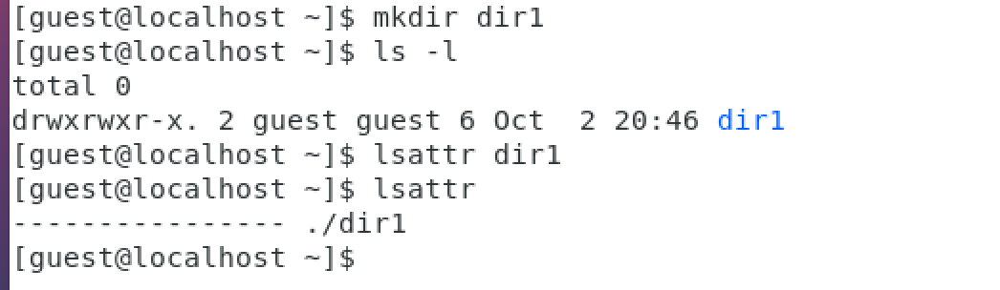 [guest@localhost ~]$ mkdir dir1
[guest@localhost ~]$ ls -l
total 0
drwxrwxr-x. 2 guest guest 6 Oct  2 20:46 dir1
[guest@localhost ~]$ lsattr dir1
[guest@localhost ~]$ lsattr
---------------- ./dir1
[guest@localhost ~]$